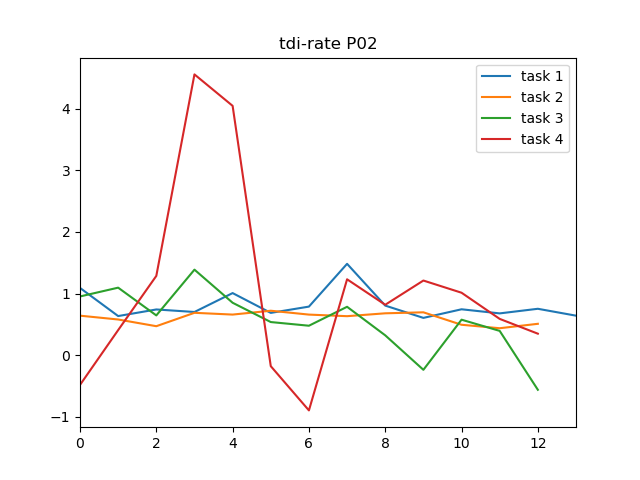 tdi-rate P02
task 1
task 2
task 3
task 4
4
3
2
1
0
−1
0 2 4 6 8 10 12